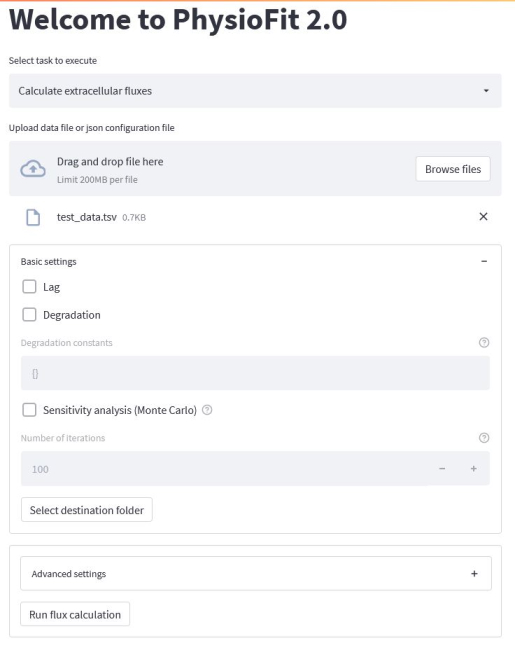 Welcome to PhysioFit 2.0
Select task to execute
Calculate extracellular fluxes
Upload data file or json configuration file
Drag and drop file here
Limit 200MB per file
Browse files
test_data.tsv 0.7KB
Basic settings
Lag
Degradation
Degradation constants
{}
Sensitivity analysis (Monte Carlo)
Number of iterations
100
Select destination folder
Advanced settings
Run flux calculation